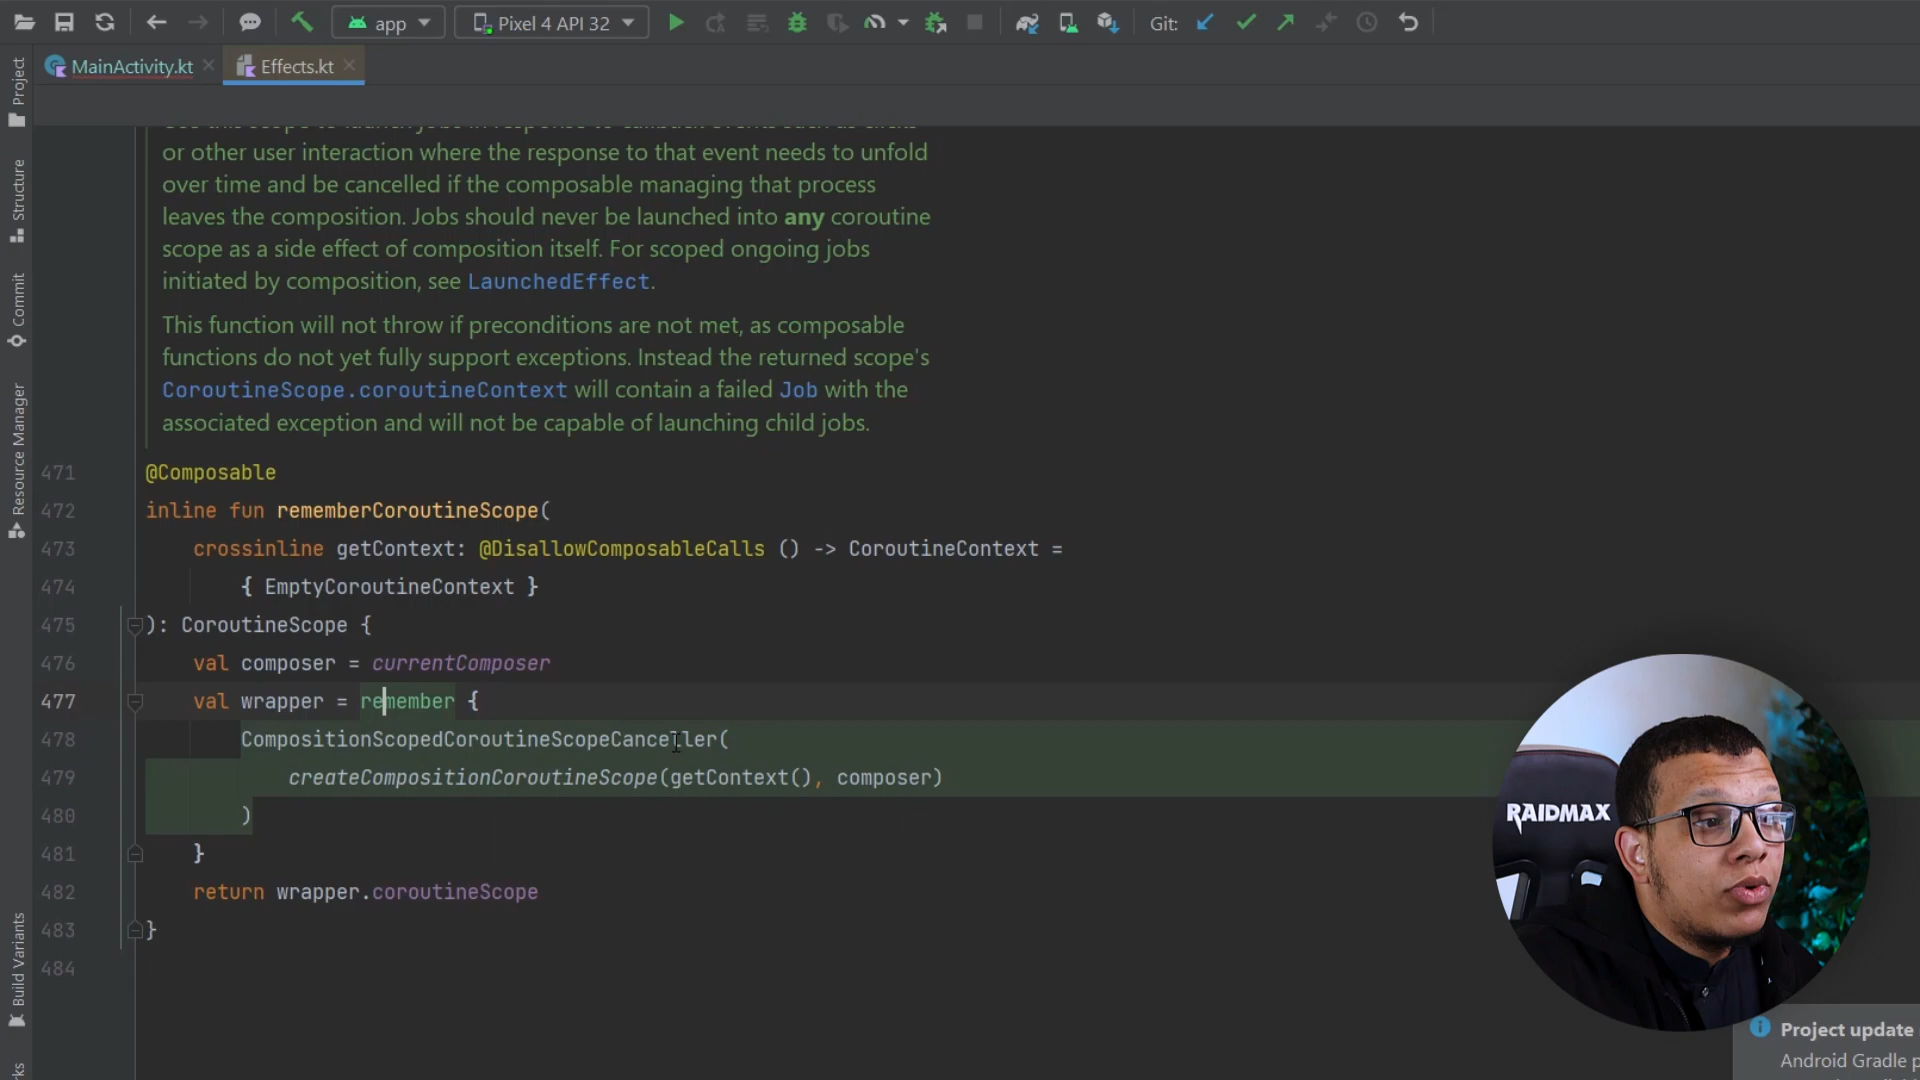 app
Pixel 4 API 32
Git:
MainActivity.kt
Effects.kt
Project
Structure
Commit
Resource Manager
Build Variants
or other user interaction where the response to that event needs to unfold
over time and be cancelled if the composable managing that process
leaves the composition. Jobs should never be launched into any coroutine
scope as a side effect of composition itself. For scoped ongoing jobs
initiated by composition, see LaunchedEffect.
This function will not throw if preconditions are not met, as composable
functions do not yet fully support exceptions. Instead the returned scope's
CoroutineScope.coroutineContext will contain a failed Job with the
associated exception and will not be capable of launching child jobs.
471 @Composable
472 inline fun rememberCoroutineScope(
473 crossinline getContext: @DisallowComposableCalls () -> CoroutineContext =
474 { EmptyCoroutineContext }
475 ): CoroutineScope {
476 val composer = currentComposer
477 val wrapper = remember {
478 CompositionScopedCoroutineScopeCanceller(
479 createCompositionCoroutineScope(getContext(), composer)
480 )
481 }
482 return wrapper.coroutineScope
483 }
484
RAIDMAX
Project update
Android Gradle p